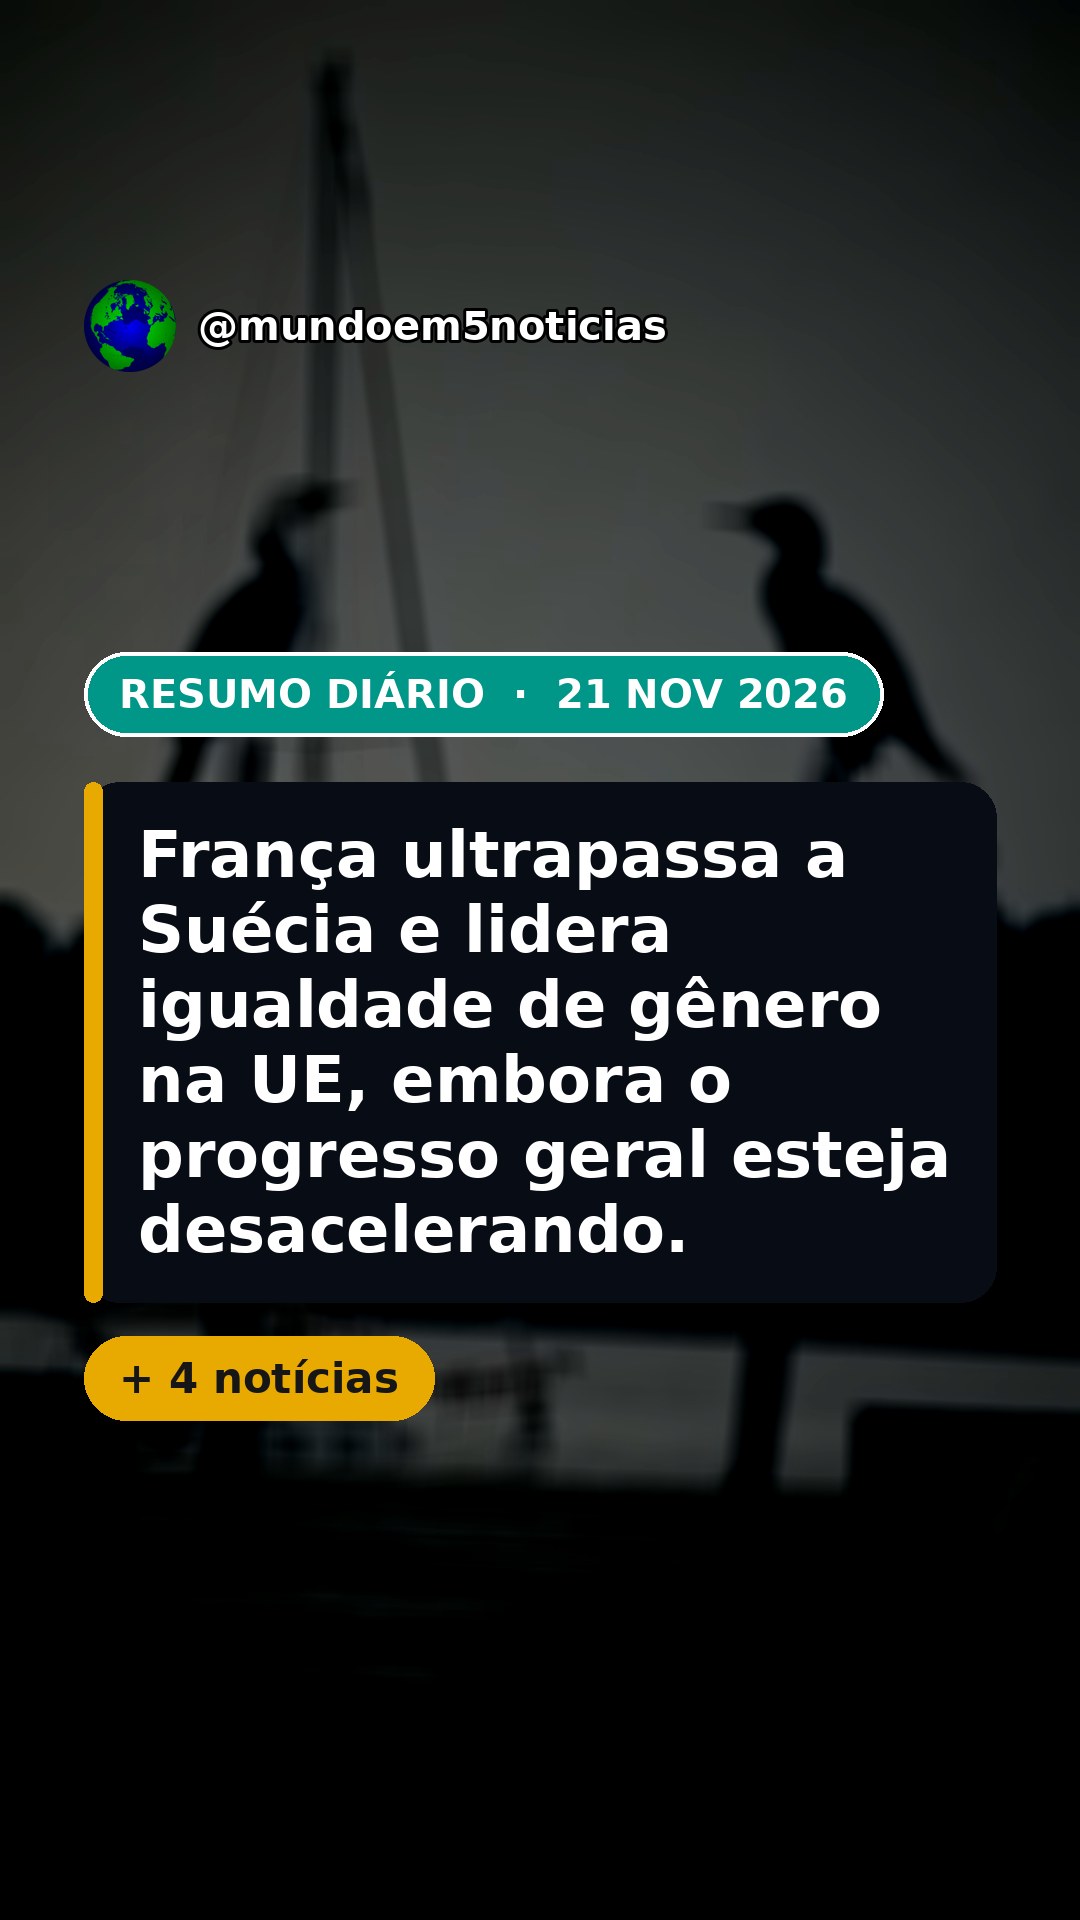 @mundoem5noticias
RESUMO DIÁRIO · 21 NOV 2026
França ultrapassa a
Suécia e lidera
igualdade de gênero
na UE, embora o
progresso geral esteja
desacelerando.
+ 4 notícias